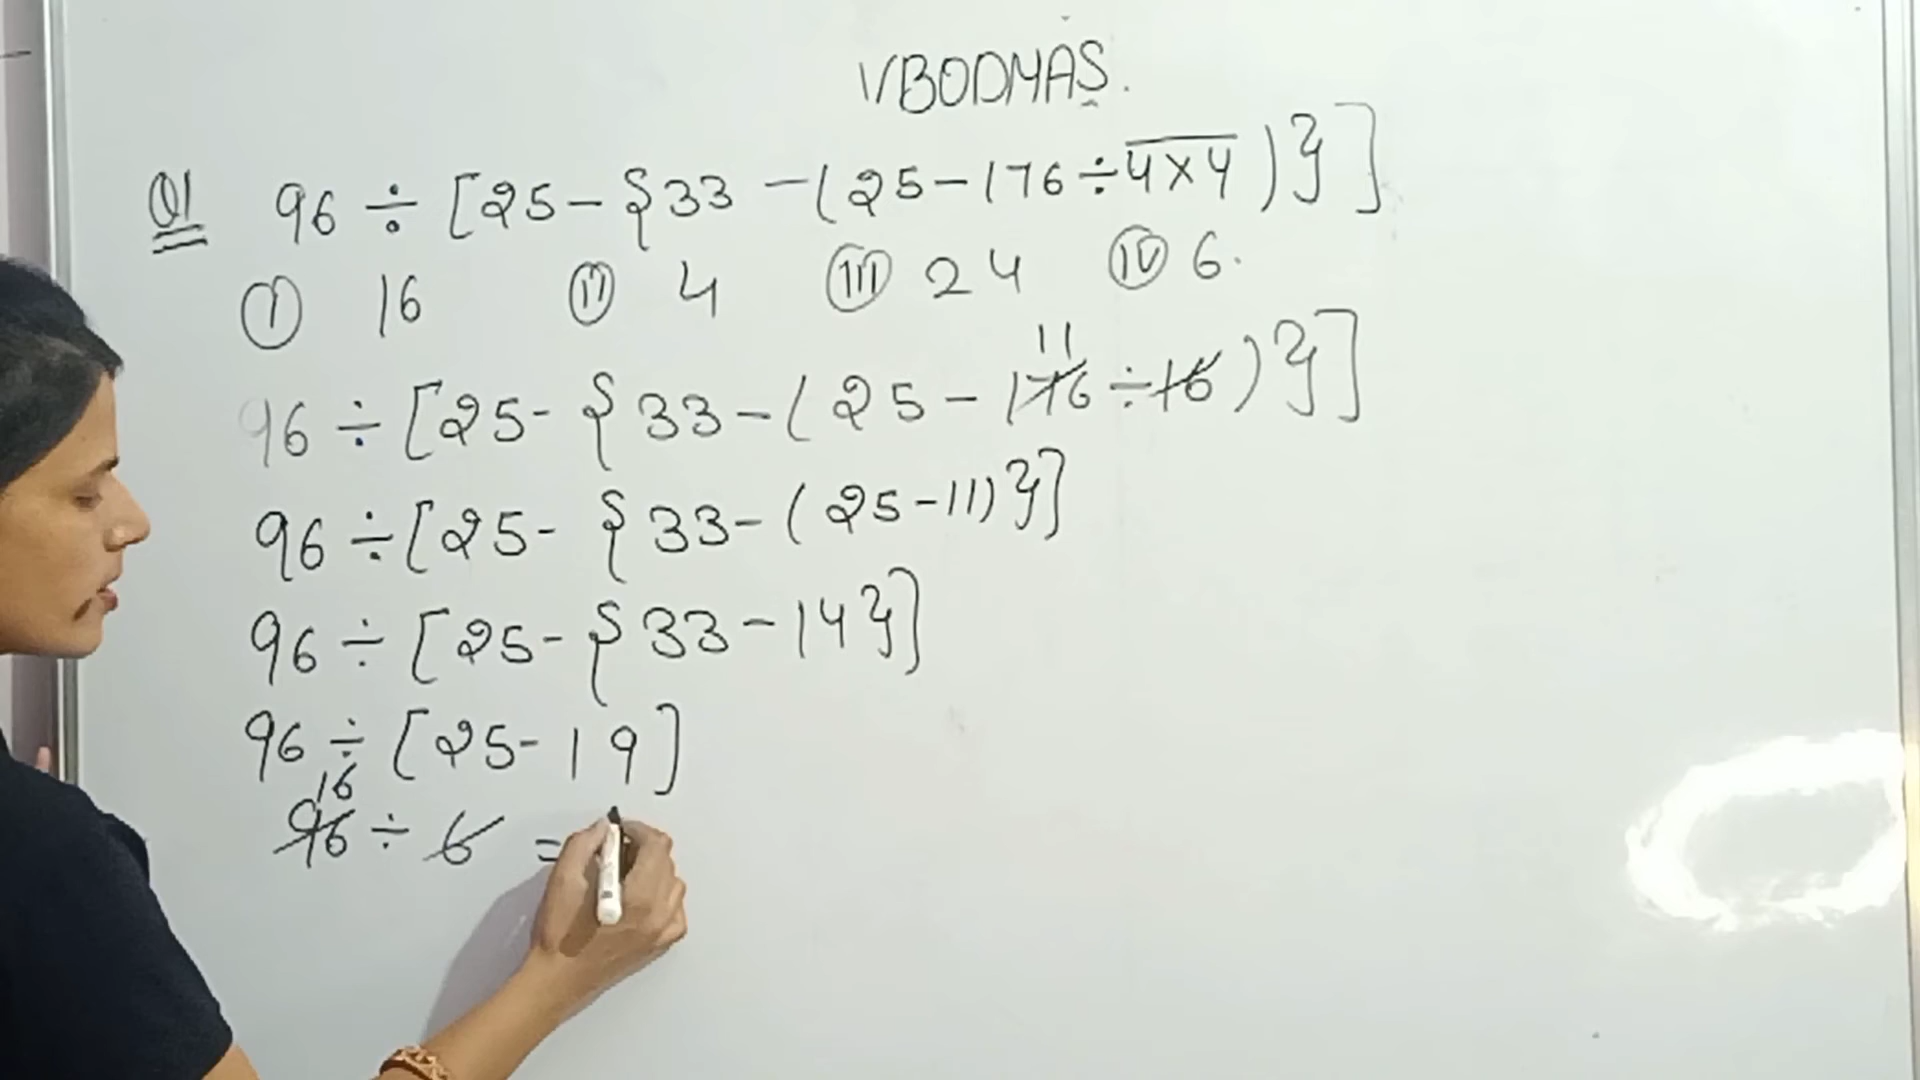 VBODMAS.
Q1 96 ÷ [25 - {33 - (25 - 176 ÷ 4̅ ̅×̅ ̅4̅)}]
(I) 16 (II) 4 (III) 24 (IV) 6.
11
96 ÷ [25 - {33 - (25 - 176 ÷ 16)}]
96 ÷ [25 - {33 - (25 - 11)}]
96 ÷ [25 - {33 - 14}]
96 ÷ [25 - 19]
16
96 ÷ 6 =